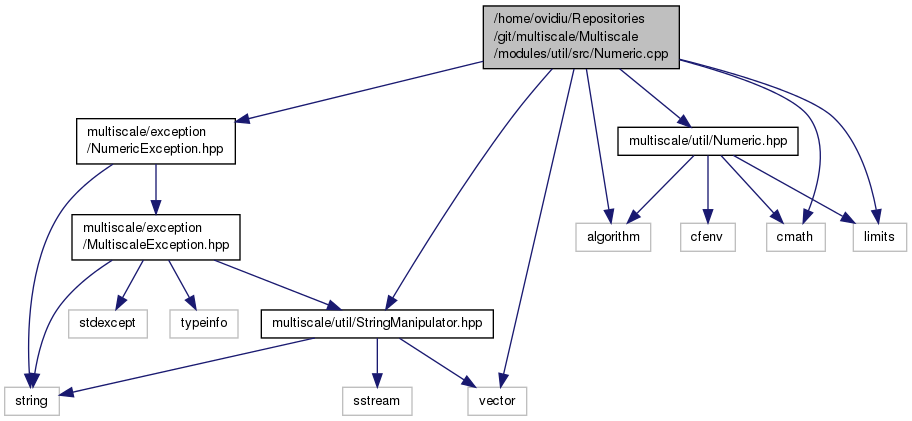 /home/ovidiu/Repositories
/git/multiscale/Multiscale
/modules/util/src/Numeric.cpp
multiscale/exception
/NumericException.hpp
multiscale/util/Numeric.hpp
multiscale/exception
/MultiscaleException.hpp
algorithm
cfenv
cmath
limits
stdexcept
typeinfo
multiscale/util/StringManipulator.hpp
string
sstream
vector